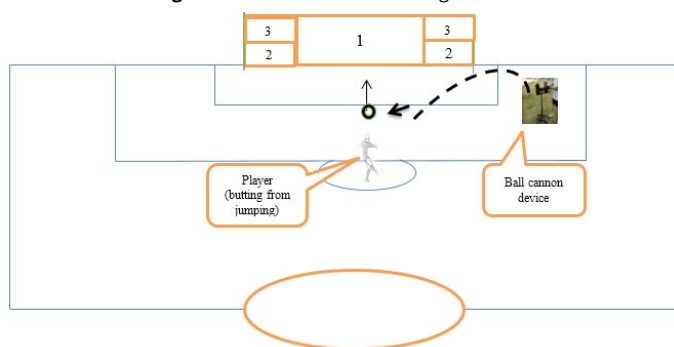 3
1
3
2
2
Player
(butting from
jumping)
Ball cannon
device